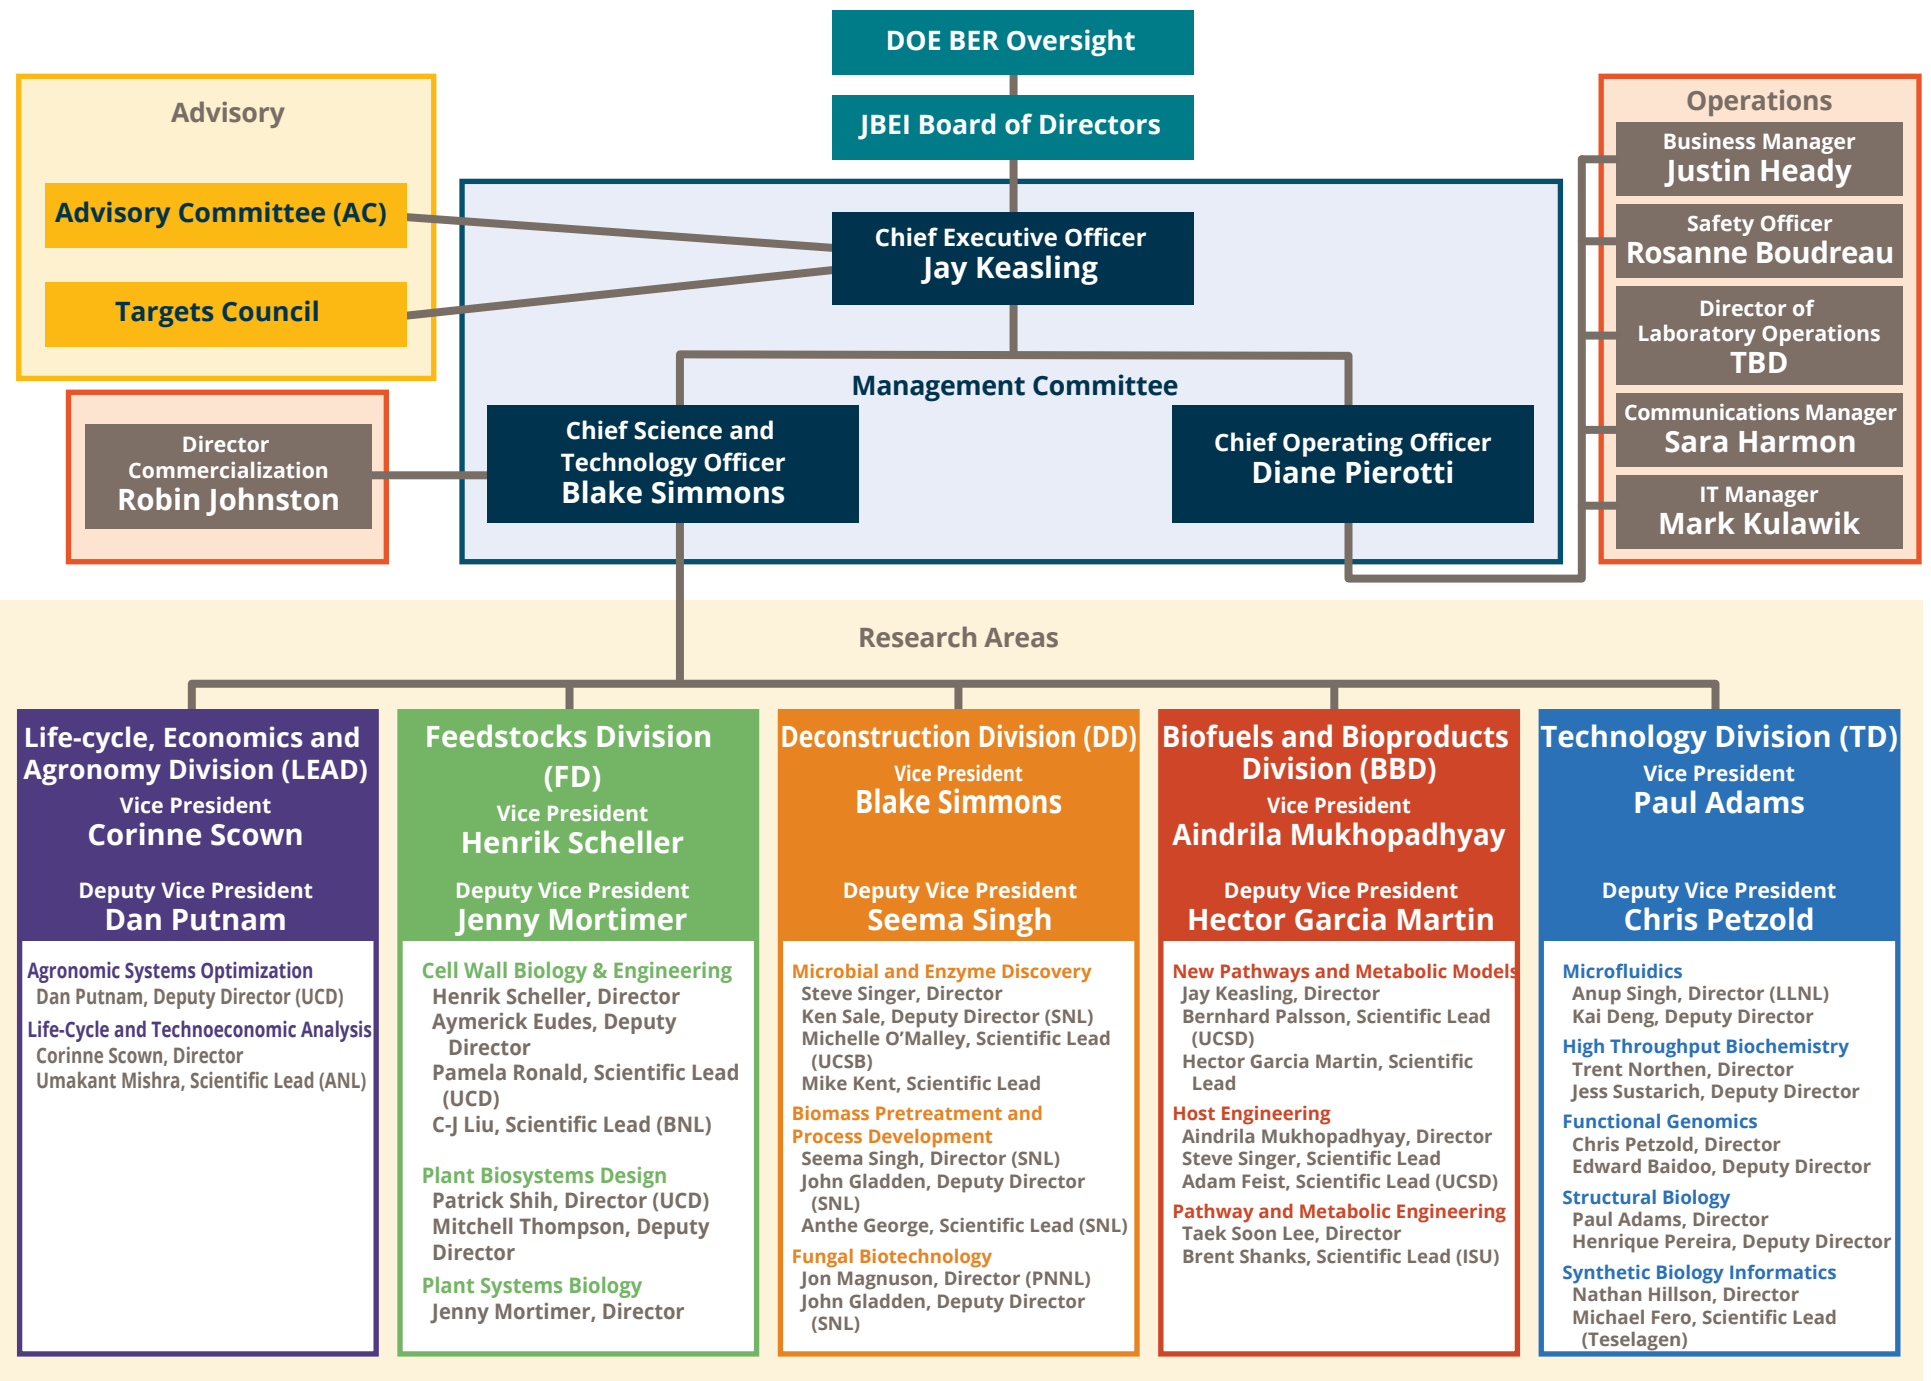 DOE BER Oversight
JBEI Board of Directors
Advisory
Advisory Committee (AC)
Targets Council
Chief Executive Officer
Jay Keasling
Management Committee
Director
Commercialization
Robin Johnston
Chief Science and
Technology Officer
Blake Simmons
Chief Operating Officer
Diane Pierotti
Operations
Business Manager
Justin Heady
Safety Officer
Rosanne Boudreau
Director of
Laboratory Operations
TBD
Communications Manager
Sara Harmon
IT Manager
Mark Kulawik
Research Areas
Life-cycle, Economics and
Agronomy Division (LEAD)
Vice President
Corinne Scown
Deputy Vice President
Dan Putnam
Agronomic Systems Optimization
Dan Putnam, Deputy Director (UCD)
Life-Cycle and Technoeconomic Analysis
Corinne Scown, Director
Umakant Mishra, Scientific Lead (ANL)
Feedstocks Division
(FD)
Vice President
Henrik Scheller
Deputy Vice President
Jenny Mortimer
Cell Wall Biology & Engineering
Henrik Scheller, Director
Aymerick Eudes, Deputy
Director
Pamela Ronald, Scientific Lead
(UCD)
C-J Liu, Scientific Lead (BNL)
Plant Biosystems Design
Patrick Shih, Director (UCD)
Mitchell Thompson, Deputy
Director
Plant Systems Biology
Jenny Mortimer, Director
Deconstruction Division (DD)
Vice President
Blake Simmons
Deputy Vice President
Seema Singh
Microbial and Enzyme Discovery
Steve Singer, Director
Ken Sale, Deputy Director (SNL)
Michelle O’Malley, Scientific Lead
(UCSB)
Mike Kent, Scientific Lead
Biomass Pretreatment and
Process Development
Seema Singh, Director (SNL)
John Gladden, Deputy Director
(SNL)
Anthe George, Scientific Lead (SNL)
Fungal Biotechnology
Jon Magnuson, Director (PNNL)
John Gladden, Deputy Director
(SNL)
Biofuels and Bioproducts
Division (BBD)
Vice President
Aindrila Mukhopadhyay
Deputy Vice President
Hector Garcia Martin
New Pathways and Metabolic Models
Jay Keasling, Director
Bernhard Palsson, Scientific Lead
(UCSD)
Hector Garcia Martin, Scientific
Lead
Host Engineering
Aindrila Mukhopadhyay, Director
Steve Singer, Scientific Lead
Adam Feist, Scientific Lead (UCSD)
Pathway and Metabolic Engineering
Taek Soon Lee, Director
Brent Shanks, Scientific Lead (ISU)
Technology Division (TD)
Vice President
Paul Adams
Deputy Vice President
Chris Petzold
Microfluidics
Anup Singh, Director (LLNL)
Kai Deng, Deputy Director
High Throughput Biochemistry
Trent Northen, Director
Jess Sustarich, Deputy Director
Functional Genomics
Chris Petzold, Director
Edward Baidoo, Deputy Director
Structural Biology
Paul Adams, Director
Henrique Pereira, Deputy Director
Synthetic Biology Informatics
Nathan Hillson, Director
Michael Fero, Scientific Lead
(Teselagen)